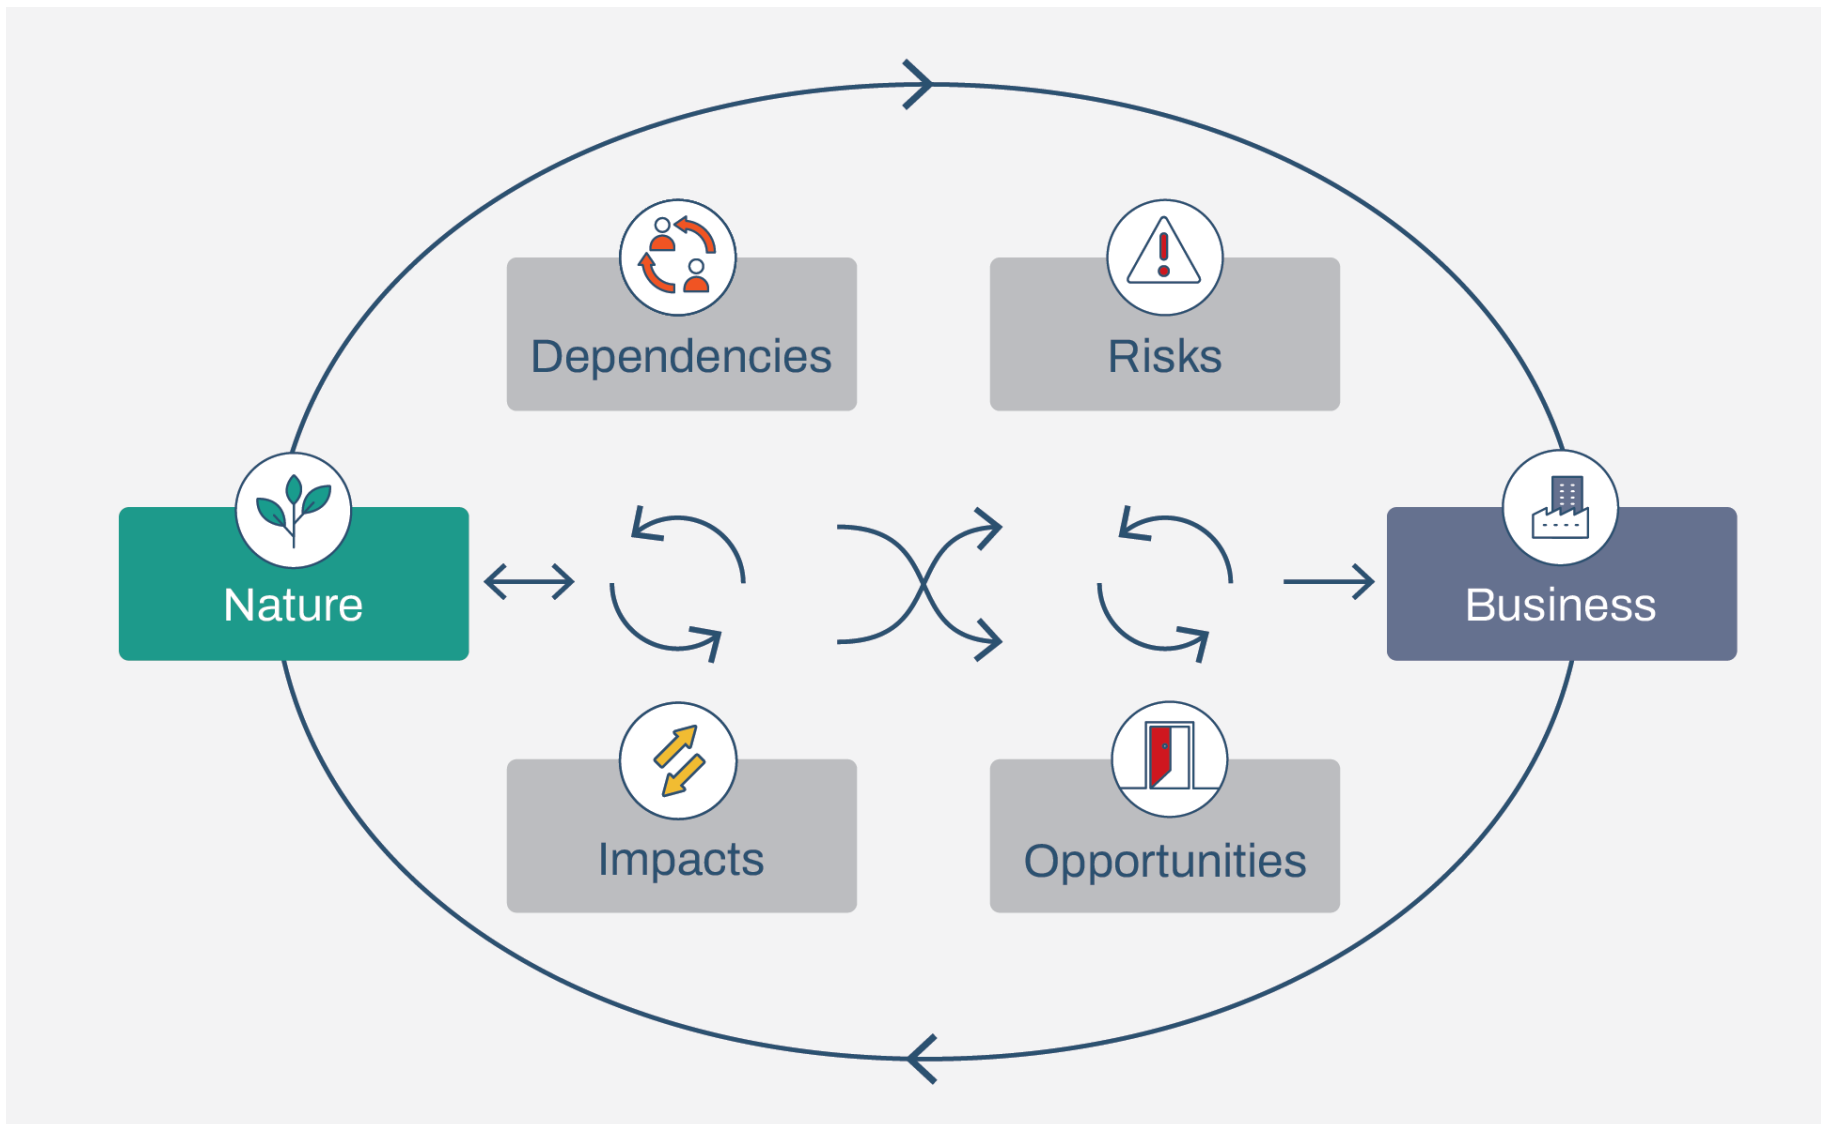 Dependencies
Risks
Nature
Business
Impacts
Opportunities